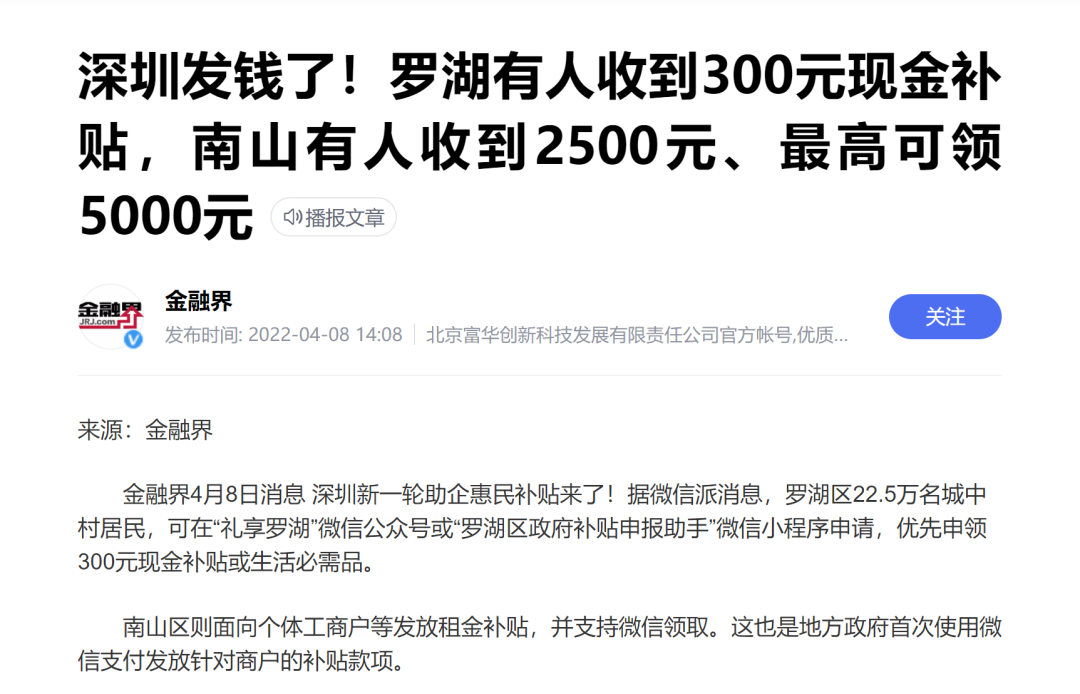 深圳发钱了！罗湖有人收到300元现金补
贴，南山有人收到2500元、最高可领
5000元 播报文章
金融界
JRJ.com
金融界
发布时间: 2022-04-08 14:08 北京富华创新科技发展有限责任公司官方帐号,优质...
关注
来源：金融界
金融界4月8日消息 深圳新一轮助企惠民补贴来了！据微信派消息，罗湖区22.5万名城中
村居民，可在“礼享罗湖”微信公众号或“罗湖区政府补贴申报助手”微信小程序申请，优先申领
300元现金补贴或生活必需品。
南山区则面向个体工商户等发放租金补贴，并支持微信领取。这也是地方政府首次使用微
信支付发放针对商户的补贴款项。